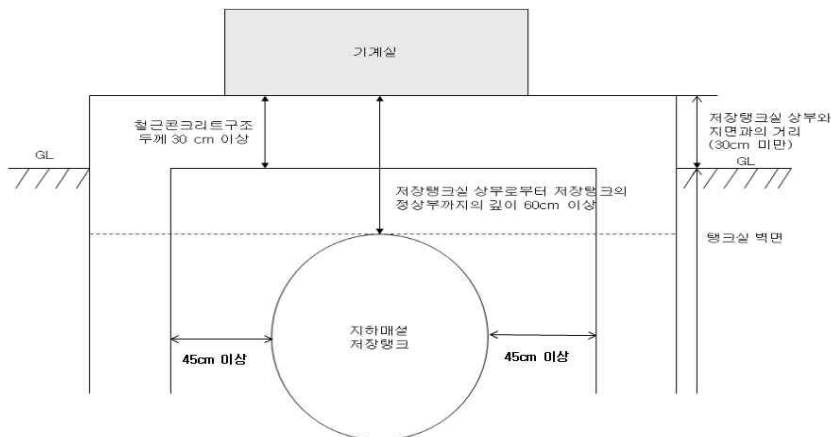 기계실
철근콘크리트구조
두께 30 cm 이상
저장탱크실 상부와
지면과의 거리
(30cm 미만)
GL
GL
저장탱크실 상부로부터 저장탱크의
정상부까지의 깊이 60cm 이상
탱크실 벽면
지하매설
저장탱크
45cm 이상
45cm 이상